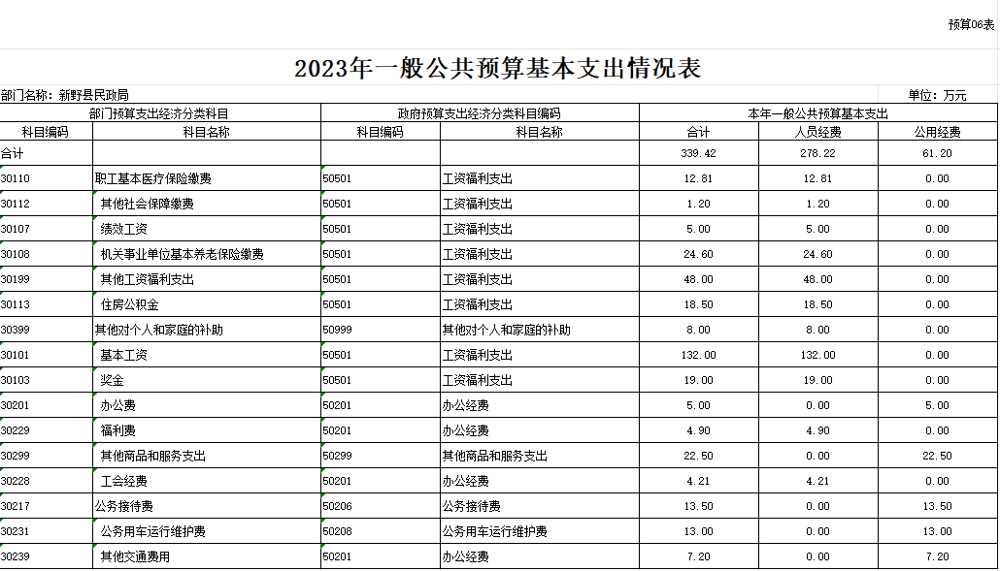 预算06表
2023年一般公共预算基本支出情况表
部门名称：新野县民政局 单位：万元
部门预算支出经济分类科目 政府预算支出经济分类科目编码 本年一般公共预算基本支出
科目编码 科目名称 科目编码 科目名称 合计 人员经费 公用经费
合计 339.42 278.22 61.20
30110 职工基本医疗保险缴费 50501 工资福利支出 12.81 12.81 0.00
30112 其他社会保障缴费 50501 工资福利支出 1.20 1.20 0.00
30107 绩效工资 50501 工资福利支出 5.00 5.00 0.00
30108 机关事业单位基本养老保险缴费 50501 工资福利支出 24.60 24.60 0.00
30199 其他工资福利支出 50501 工资福利支出 48.00 48.00 0.00
30113 住房公积金 50501 工资福利支出 18.50 18.50 0.00
30399 其他对个人和家庭的补助 50999 其他对个人和家庭的补助 8.00 8.00 0.00
30101 基本工资 50501 工资福利支出 132.00 132.00 0.00
30103 奖金 50501 工资福利支出 19.00 19.00 0.00
30201 办公费 50201 办公经费 5.00 0.00 5.00
30229 福利费 50201 办公经费 4.90 4.90 0.00
30299 其他商品和服务支出 50299 其他商品和服务支出 22.50 0.00 22.50
30228 工会经费 50201 办公经费 4.21 4.21 0.00
30217 公务接待费 50206 公务接待费 13.50 0.00 13.50
30231 公务用车运行维护费 50208 公务用车运行维护费 13.00 0.00 13.00
30239 其他交通费用 50201 办公经费 7.20 0.00 7.20